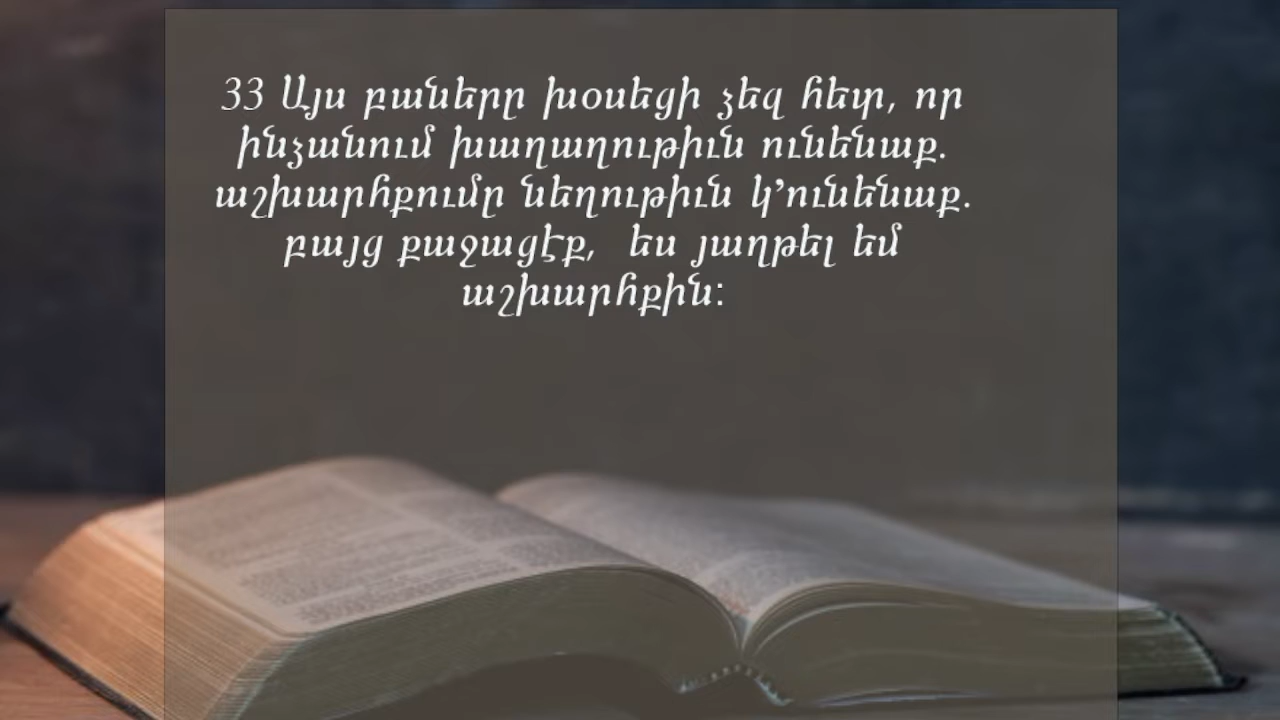 33 Այս բաները խօսեցի չեզ հետ, որ
ինչանում խաղաղութիւն ունենաք.
աշխարհքումը նեղութիւն կ’ունենաք.
բայց քաջացէք, ես յաղթել եմ
աշխարհքին: